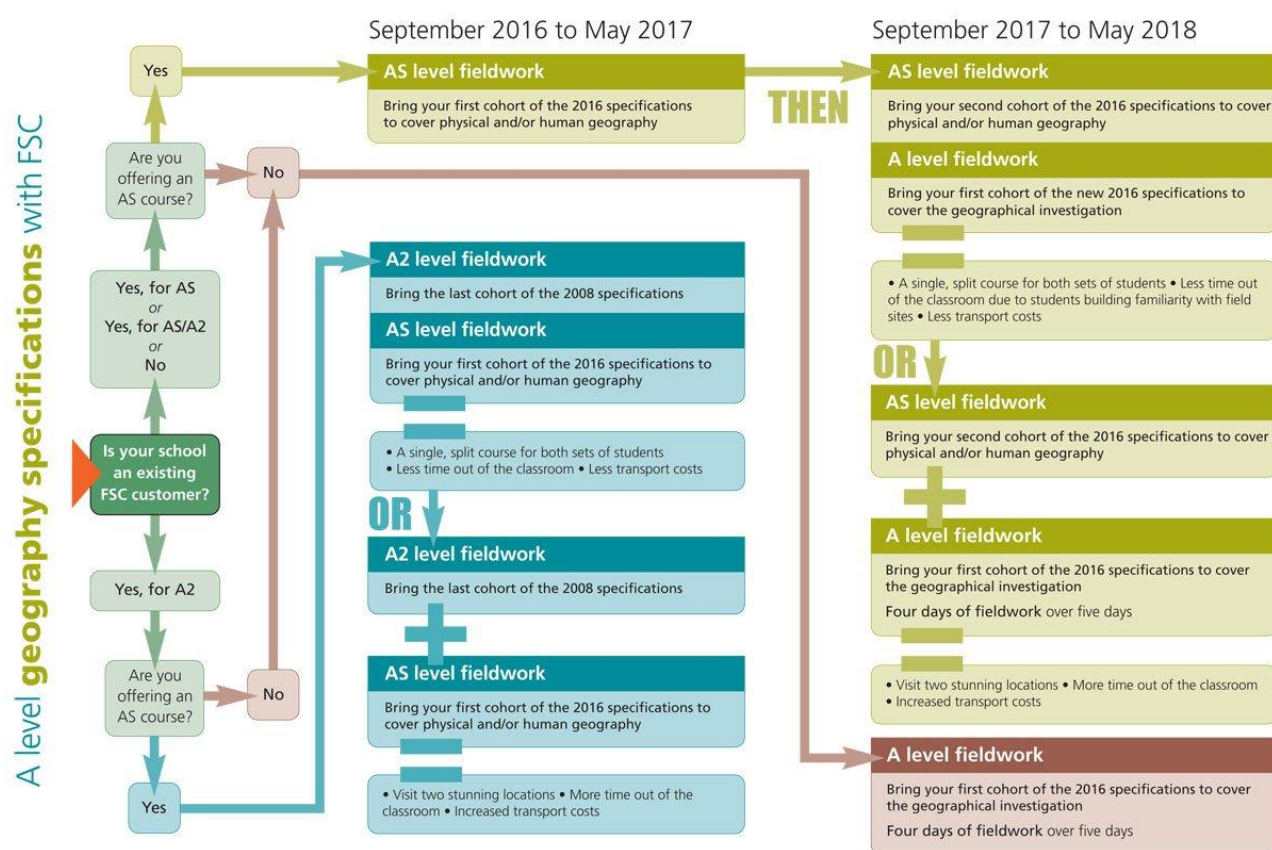 A level geography specifications with FSC
Is your school
an existing
FSC customer?
Yes, for AS
or
Yes, for AS/A2
or
No
Are you
offering an
AS course?
Yes
No
Yes, for A2
Are you
offering an
AS course?
No
Yes
September 2016 to May 2017
AS level fieldwork
Bring your first cohort of the 2016 specifications
to cover physical and/or human geography
THEN
A2 level fieldwork
Bring the last cohort of the 2008 specifications
AS level fieldwork
Bring your first cohort of the 2016 specifications to
cover physical and/or human geography
• A single, split course for both sets of students
• Less time out of the classroom • Less transport costs
OR
A2 level fieldwork
Bring the last cohort of the 2008 specifications
AS level fieldwork
Bring your first cohort of the 2016 specifications to
cover physical and/or human geography
• Visit two stunning locations • More time out of the
classroom • Increased transport costs
September 2017 to May 2018
AS level fieldwork
Bring your second cohort of the 2016 specifications to cover
physical and/or human geography
A level fieldwork
Bring your first cohort of the new 2016 specifications to
cover the geographical investigation
• A single, split course for both sets of students • Less time out
of the classroom due to students building familiarity with field
sites • Less transport costs
OR
AS level fieldwork
Bring your second cohort of the 2016 specifications to cover
physical and/or human geography
A level fieldwork
Bring your first cohort of the 2016 specifications to cover
the geographical investigation
Four days of fieldwork over five days
• Visit two stunning locations • More time out of the classroom
• Increased transport costs
A level fieldwork
Bring your first cohort of the 2016 specifications to cover
the geographical investigation
Four days of fieldwork over five days